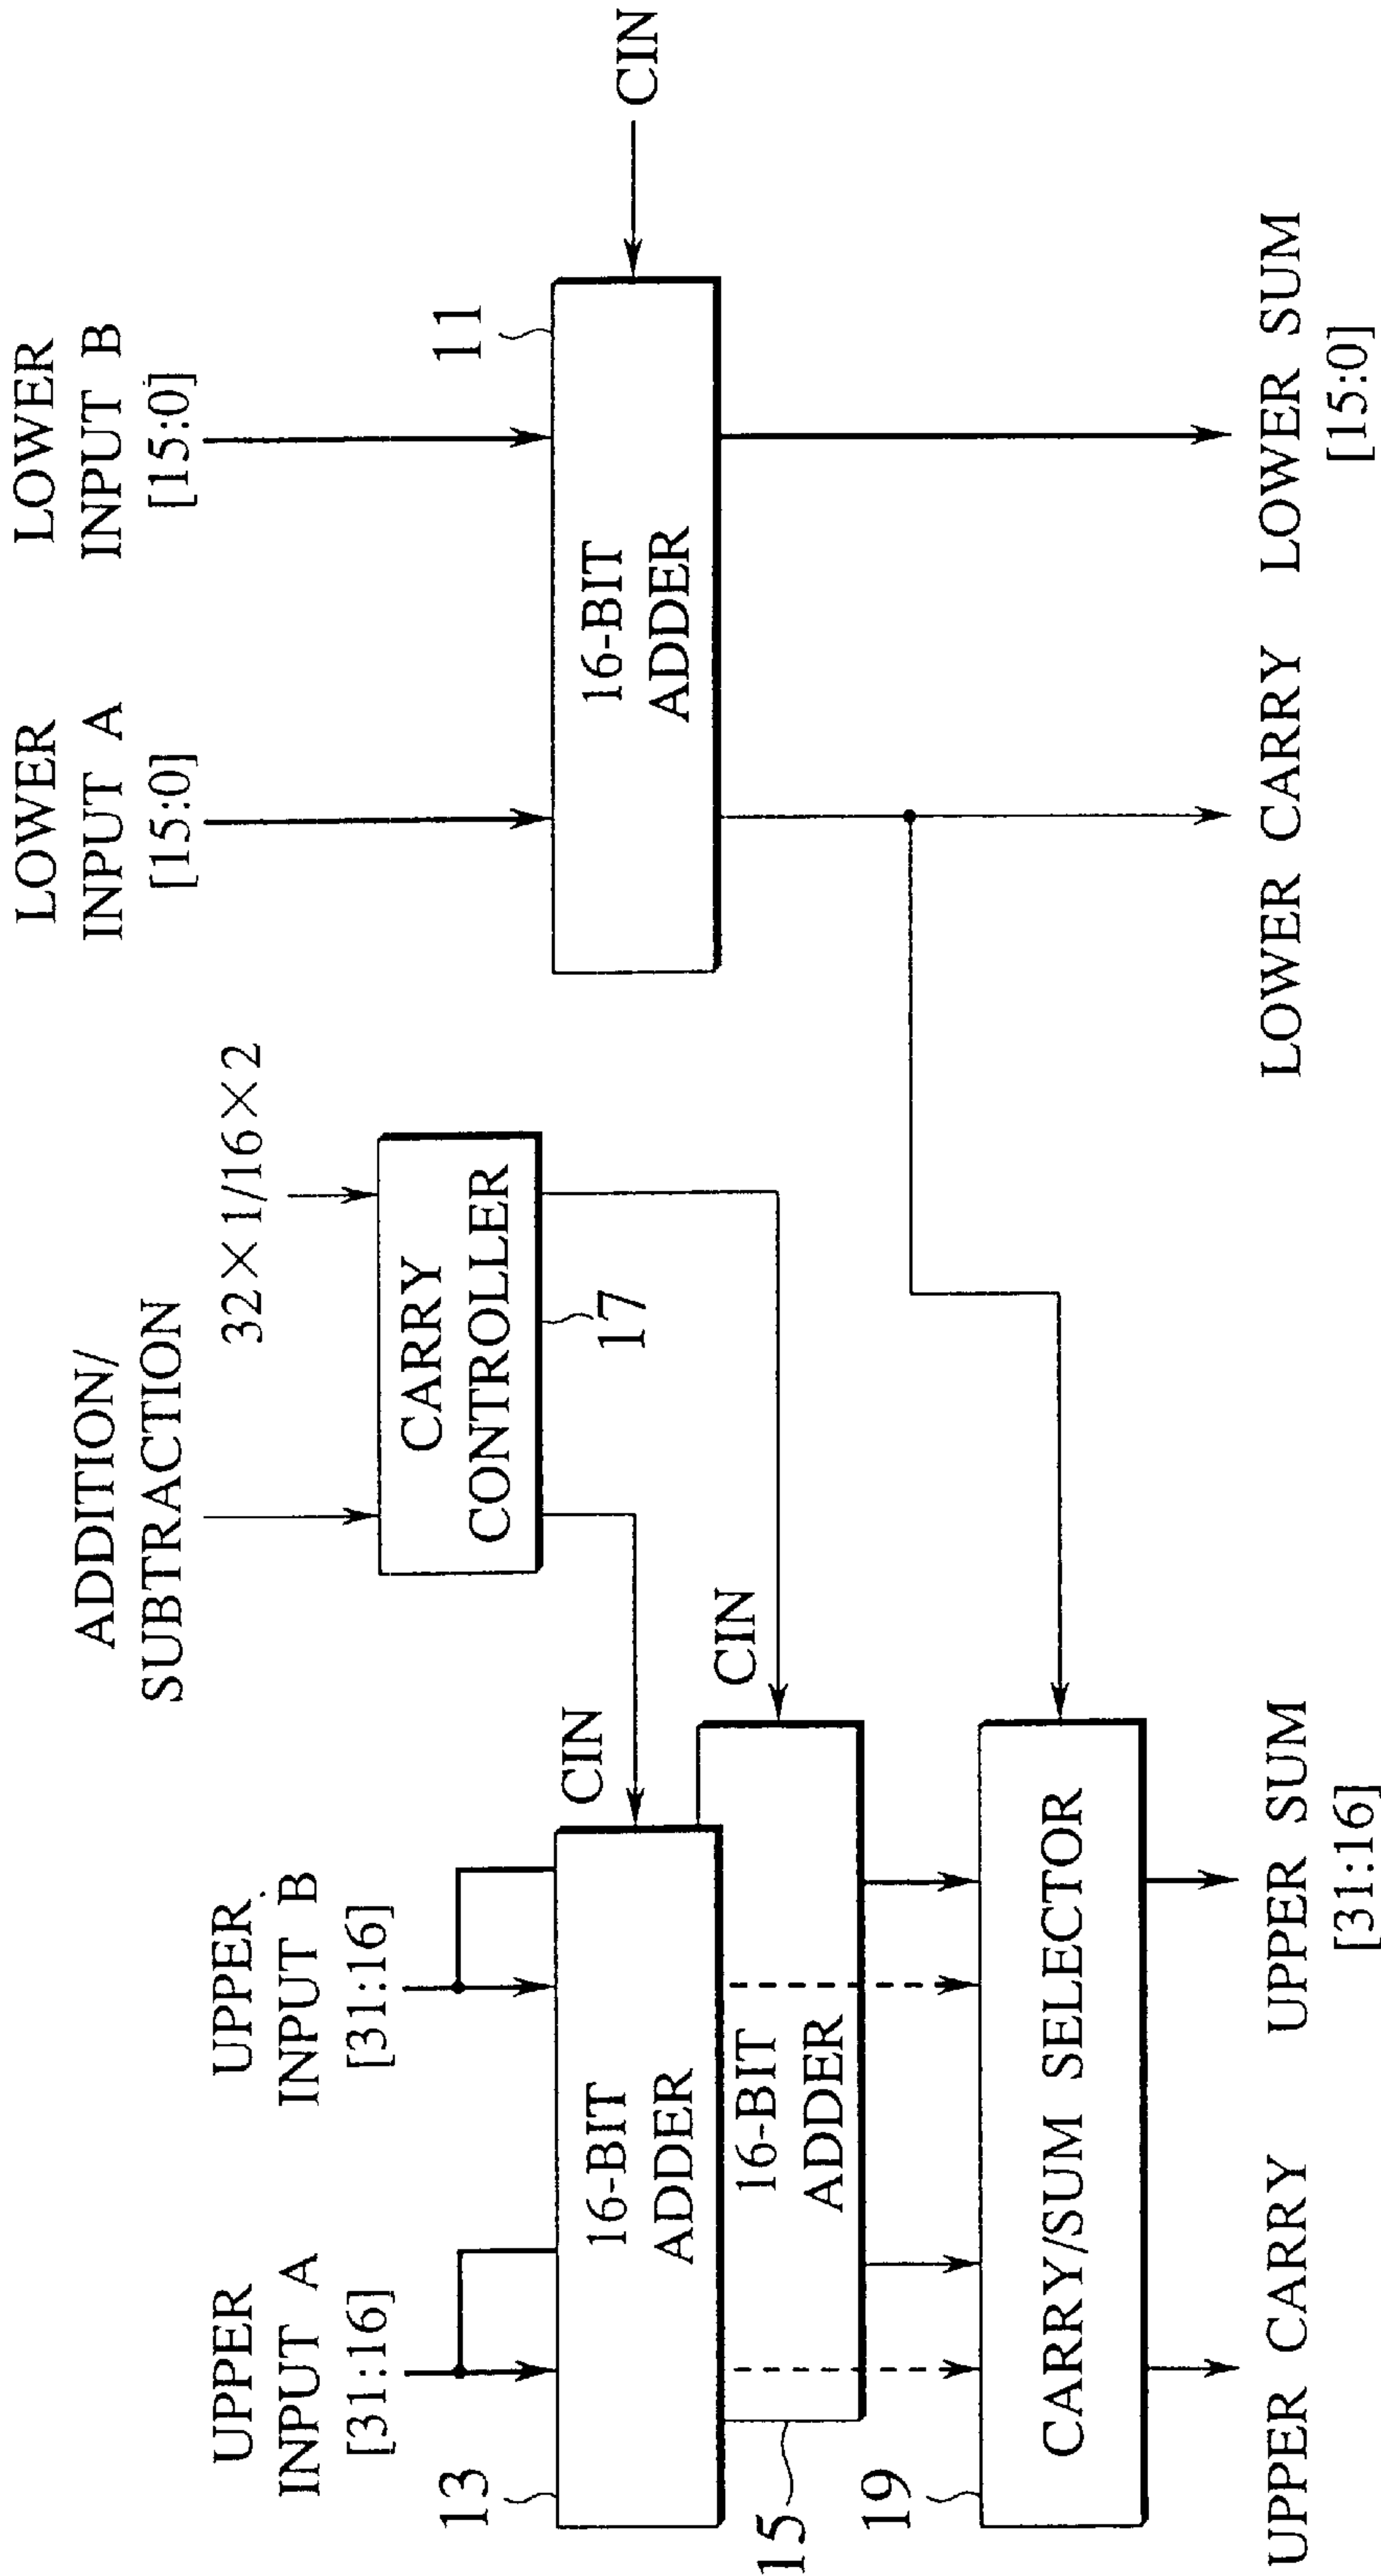 UPPER
INPUT A
[31:16]
UPPER
INPUT B
[31:16]
ADDITION/
SUBTRACTION
32×1/16×2
LOWER
INPUT A
[15:0]
LOWER
INPUT B
[15:0]
13
16-BIT
ADDER
CIN
15
16-BIT
ADDER
CIN
CARRY
CONTROLLER
17
11
16-BIT
ADDER
CIN
19
CARRY/SUM SELECTOR
UPPER CARRY
UPPER SUM
[31:16]
LOWER CARRY
LOWER SUM
[15:0]